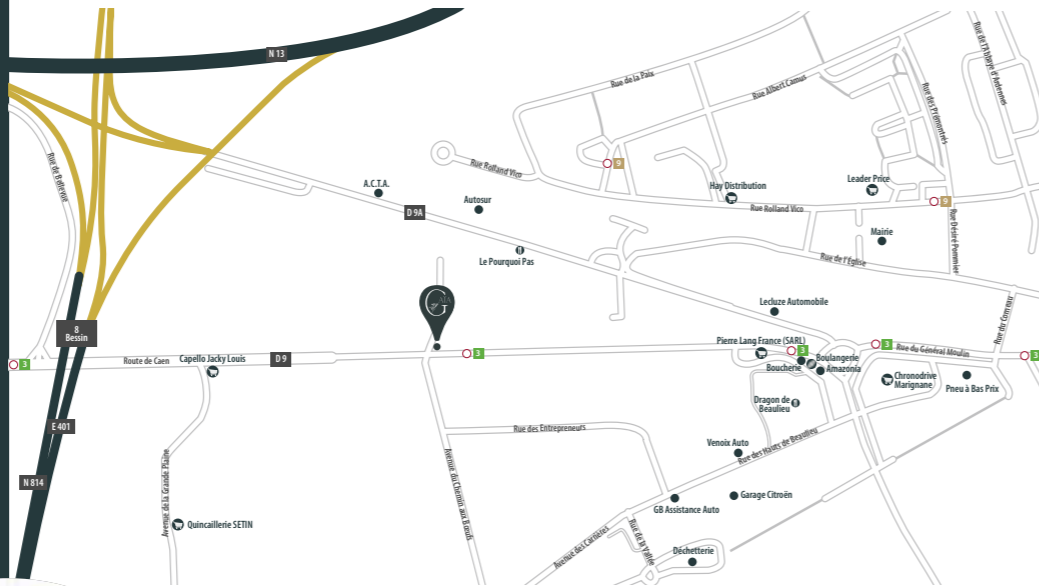 N 13
Rue de la Paix
Rue Albert Camus
Rue de l'Abbaye d'Ardennes
Rue des Prémontrés
Rue de Bellevue
Rue Rolland Vico
9
A.C.T.A.
Autosur
D 9A
Hay Distribution
Leader Price
Rue Rolland Vico
9
Mairie
Rue Désiré Pommier
Le Pourquoi Pas
Rue de l'Église
Lecluze Automobile
Rue du Commeau
8
Bessin
3
Route de Caen
Capello Jacky Louis
D 9
3
Pierre Lang France (SARL)
3
Boucherie
Boulangerie
Amazonia
3
Rue du Général Moulin
3
Chronodrive
Marignane
Pneu à Bas Prix
Dragon de
Beaulieu
E 401
Rue des Entrepreneurs
Venoix Auto
Rue des Hauts de Beaulieu
N 814
Avenue de la Grande Plaine
Avenue du Chemin aux Bœufs
Garage Citroën
GB Assistance Auto
Quincaillerie SETIN
Avenue des Carrières
Rue de la Vallée
Déchetterie